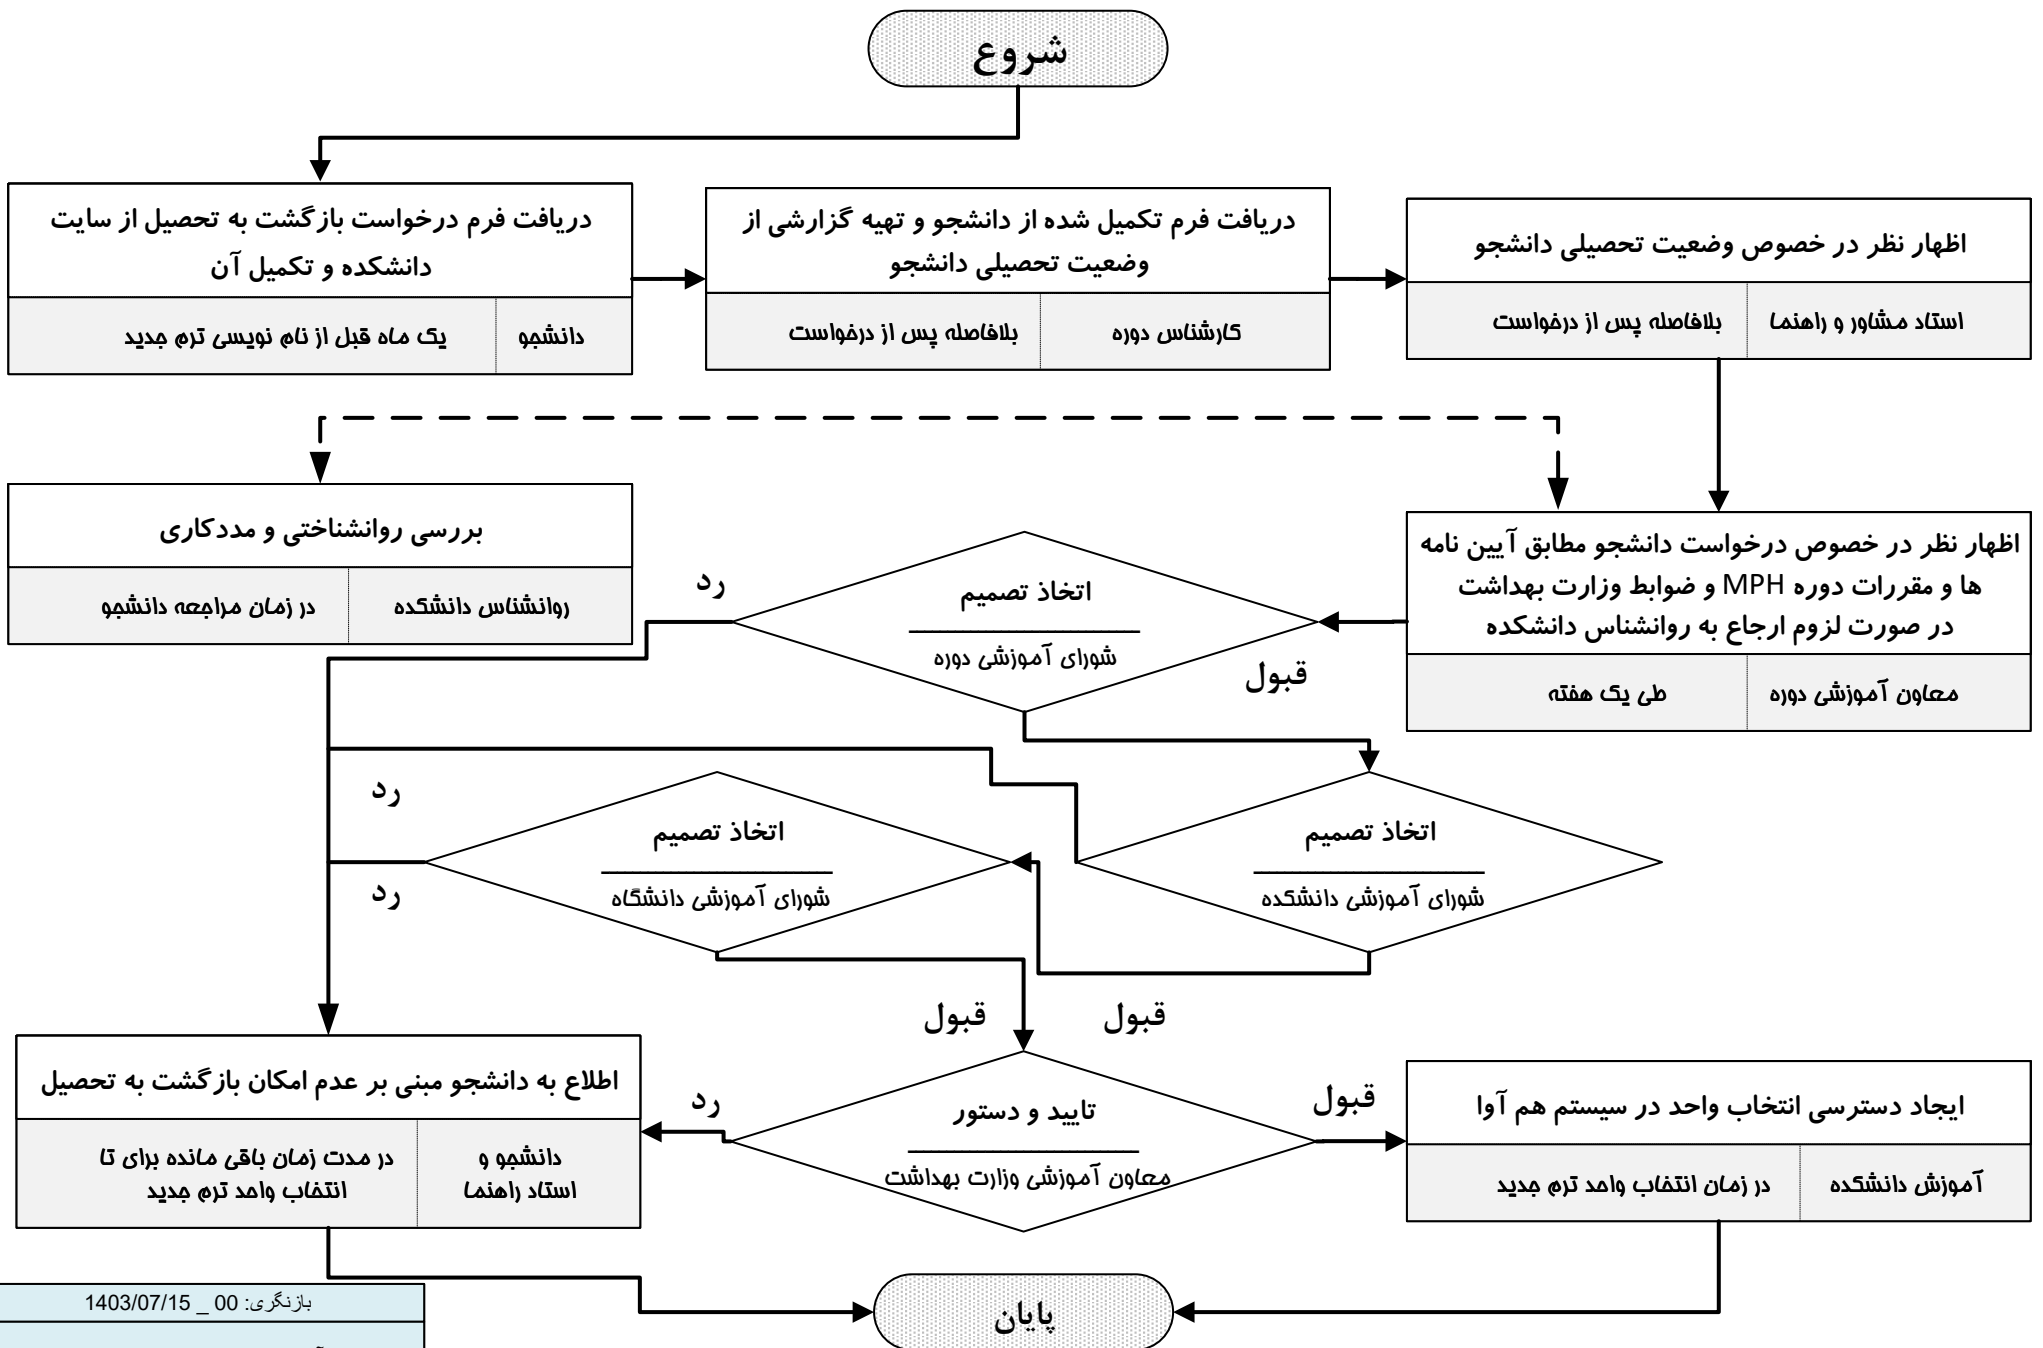 شروع
دریافت فرم درخواست بازگشت به تحصیل از سایت
دانشکده و تکمیل آن
دانشجو
یک ماه قبل از نام نویسی ترم جدید
دریافت فرم تکمیل شده از دانشجو و تهیه گزارشی از
وضعیت تحصیلی دانشجو
کارشناس دوره
بلافاصله پس از درخواست
اظهار نظر در خصوص وضعیت تحصیلی دانشجو
استاد مشاور و راهنما
بلافاصله پس از درخواست
اظهار نظر در خصوص درخواست دانشجو مطابق آیین نامه
ها و مقررات دوره MPH و ضوابط وزارت بهداشت
در صورت لزوم ارجاع به روانشناس دانشکده
معاون آموزشی دوره
طی یک هفته
بررسی روانشناختی و مددکاری
روانشناس دانشکده
در زمان مراجعه دانشجو
اتخاذ تصمیم
شورای آموزشی دوره
رد
قبول
اتخاذ تصمیم
شورای آموزشی دانشکده
رد
اتخاذ تصمیم
شورای آموزشی دانشگاه
رد
قبول
قبول
تایید و دستور
معاون آموزشی وزارت بهداشت
رد
قبول
اطلاع به دانشجو مبنی بر عدم امکان بازگشت به تحصیل
دانشجو و
استاد راهنما
در مدت زمان باقی مانده برای تا
انتخاب واحد ترم جدید
ایجاد دسترسی انتخاب واحد در سیستم هم آوا
آموزش دانشکده
در زمان انتخاب واحد ترم جدید
پایان
بازنگری: 00 _ 1403/07/15